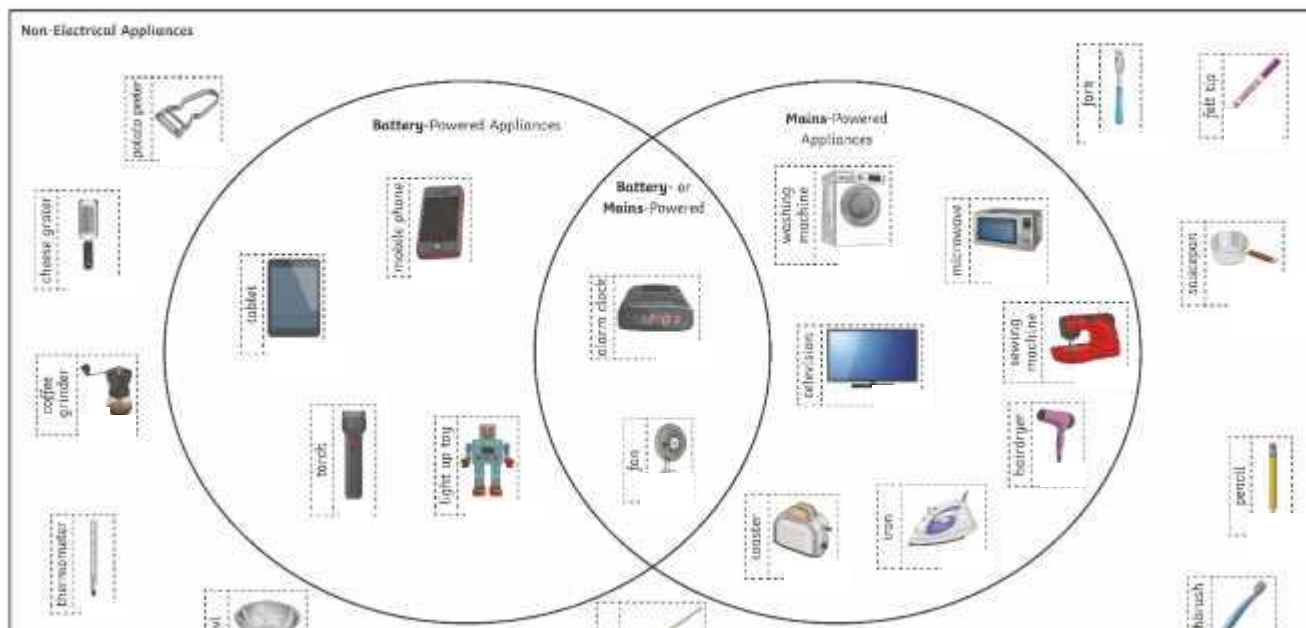 Non-Electrical Appliances
potato peeler
fork
felt tip
Battery-Powered Appliances
Mains-Powered
Appliances
Battery- or
Mains-Powered
cheese grater
mobile phone
washing
machine
microwave
saucepan
tablet
alarm clock
television
sewing
machine
coffee
grinder
torch
light up toy
fan
hairdryer
pencil
toaster
iron
thermometer